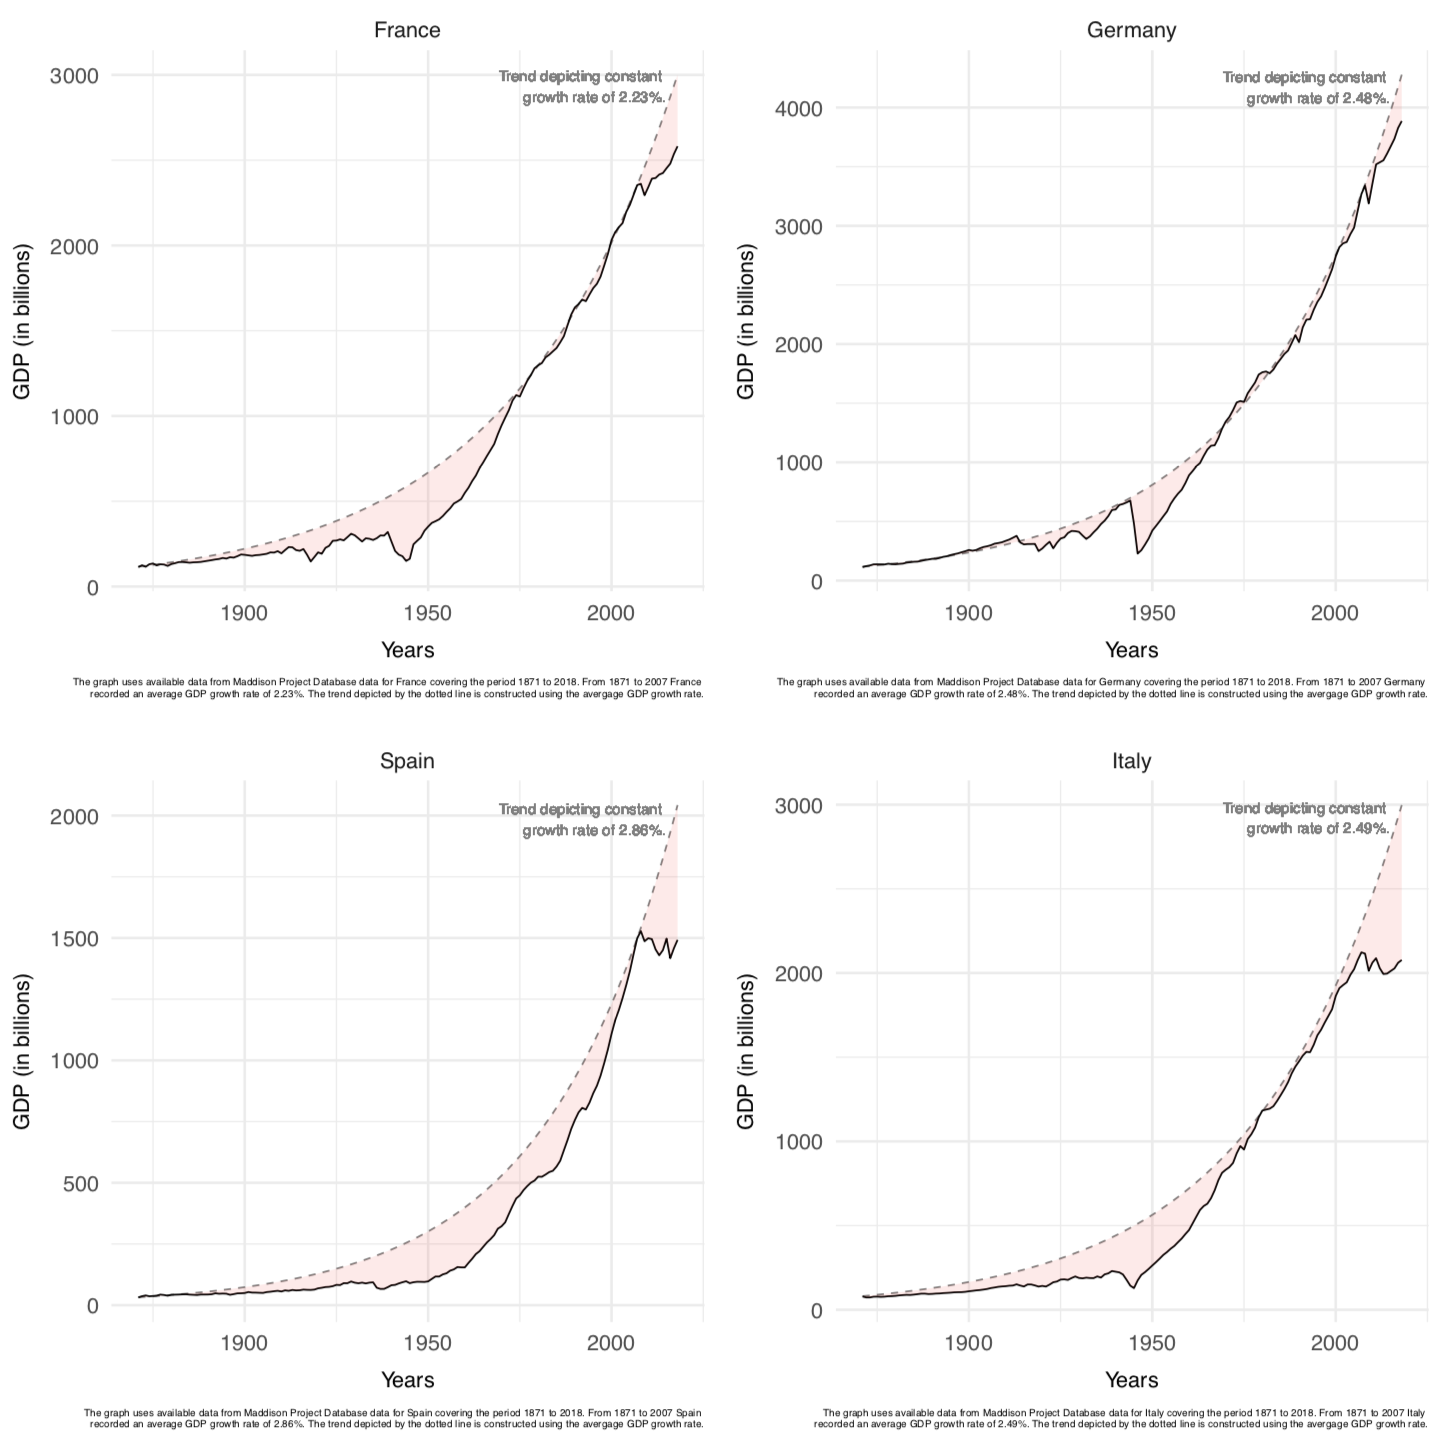 France
Trend depicting constant
growth rate of 2.23%.
3000
2000
1000
0
GDP (in billions)
1900 1950 2000
Years
The graph uses available data from Maddison Project Database data for France covering the period 1871 to 2018. From 1871 to 2007 France
recorded an average GDP growth rate of 2.23%. The trend depicted by the dotted line is constructed using the avergage GDP growth rate.
Germany
Trend depicting constant
growth rate of 2.48%.
4000
3000
2000
1000
0
GDP (in billions)
1900 1950 2000
Years
The graph uses available data from Maddison Project Database data for Germany covering the period 1871 to 2018. From 1871 to 2007 Germany
recorded an average GDP growth rate of 2.48%. The trend depicted by the dotted line is constructed using the avergage GDP growth rate.
Spain
Trend depicting constant
growth rate of 2.86%.
2000
1500
1000
500
0
GDP (in billions)
1900 1950 2000
Years
The graph uses available data from Maddison Project Database data for Spain covering the period 1871 to 2018. From 1871 to 2007 Spain
recorded an average GDP growth rate of 2.86%. The trend depicted by the dotted line is constructed using the avergage GDP growth rate.
Italy
Trend depicting constant
growth rate of 2.49%.
3000
2000
1000
0
GDP (in billions)
1900 1950 2000
Years
The graph uses available data from Maddison Project Database data for Italy covering the period 1871 to 2018. From 1871 to 2007 Italy
recorded an average GDP growth rate of 2.49%. The trend depicted by the dotted line is constructed using the avergage GDP growth rate.